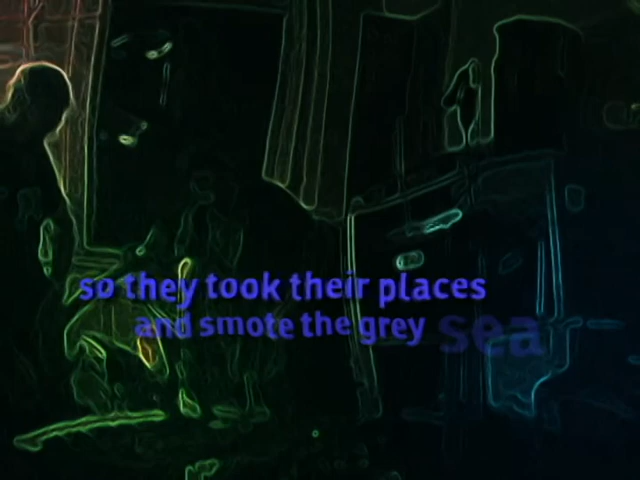 so they took their places
and smote the grey sea